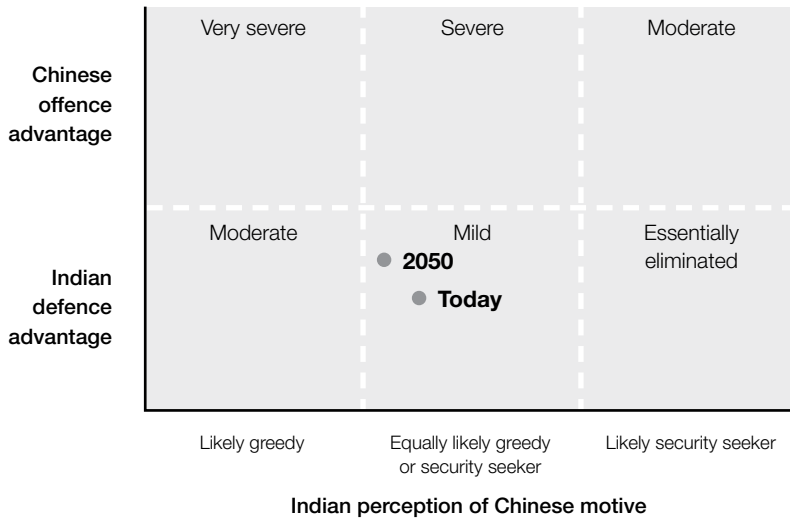 Very severe
Severe
Moderate
Chinese
offence
advantage
Moderate
Mild
Essentially
eliminated
2050
Today
Indian
defence
advantage
Likely greedy
Equally likely greedy
or security seeker
Likely security seeker
Indian perception of Chinese motive